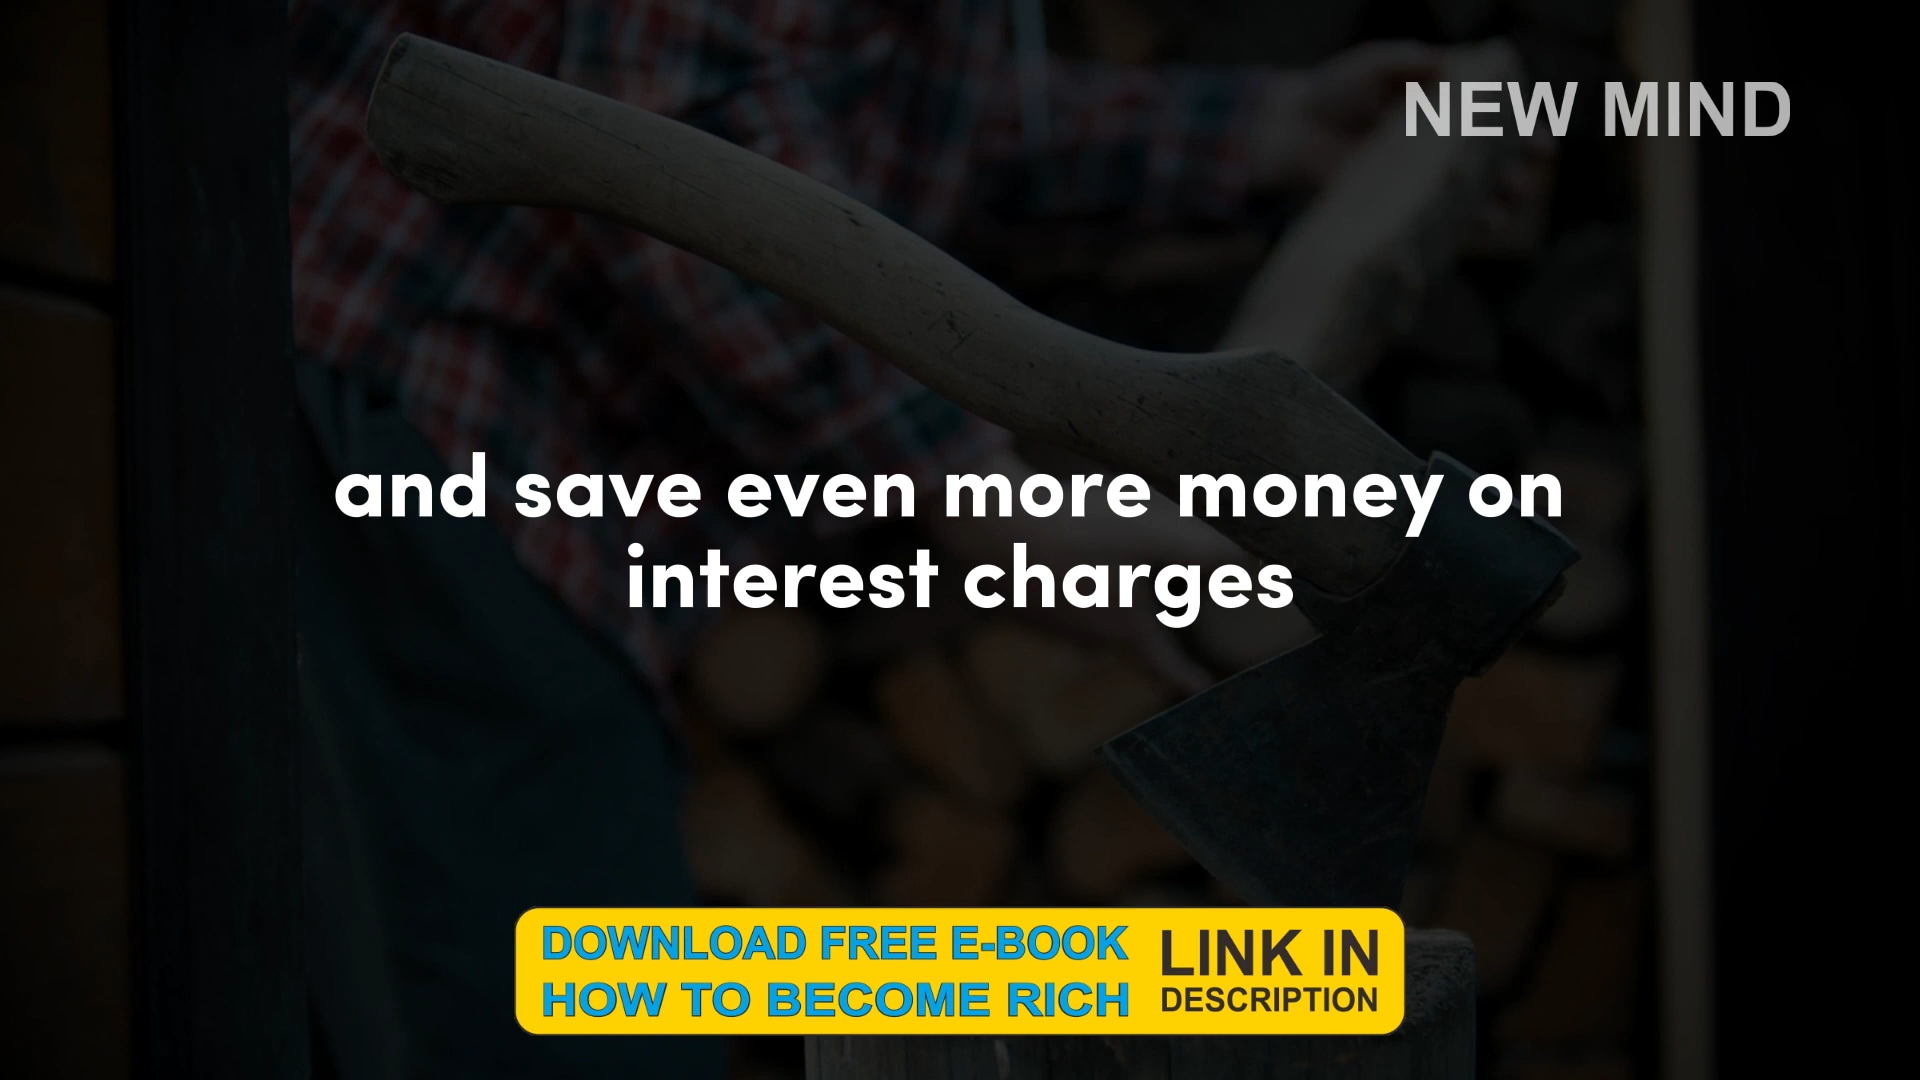 NEW MIND
and save even more money on
interest charges
DOWNLOAD FREE E-BOOK
HOW TO BECOME RICH
LINK IN
DESCRIPTION